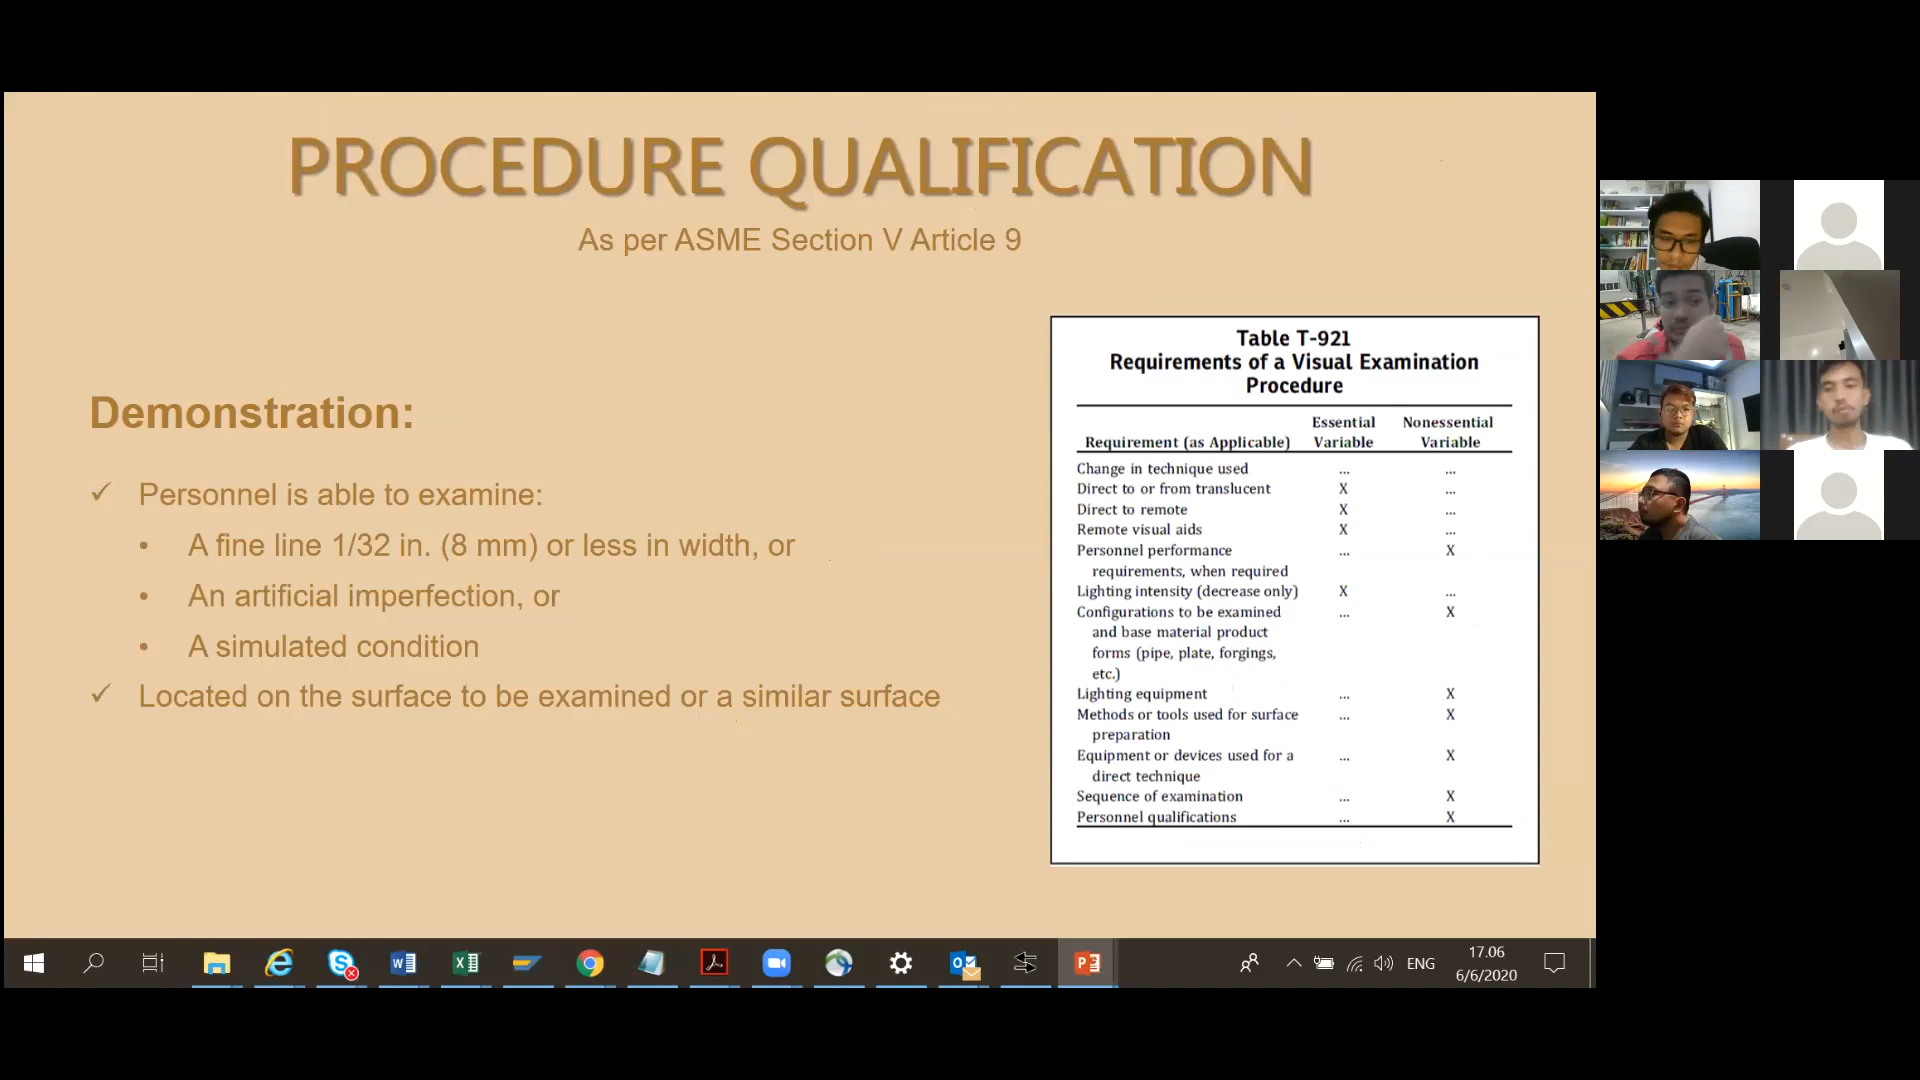 PROCEDURE QUALIFICATION
As per ASME Section V Article 9
Demonstration:
✓ Personnel is able to examine:
• A fine line 1/32 in. (8 mm) or less in width, or
• An artificial imperfection, or
• A simulated condition
✓ Located on the surface to be examined or a similar surface
Table T-921
Requirements of a Visual Examination
Procedure
Essential Nonessential
Requirement (as Applicable) Variable Variable
Change in technique used ... ...
Direct to or from translucent X ...
Direct to remote X ...
Remote visual aids X ...
Personnel performance ... X
requirements, when required
Lighting intensity (decrease only) X ...
Configurations to be examined ... X
and base material product
forms (pipe, plate, forgings,
etc.)
Lighting equipment ... X
Methods or tools used for surface ... X
preparation
Equipment or devices used for a ... X
direct technique
Sequence of examination ... X
Personnel qualifications ... X
ENG
17.06
6/6/2020